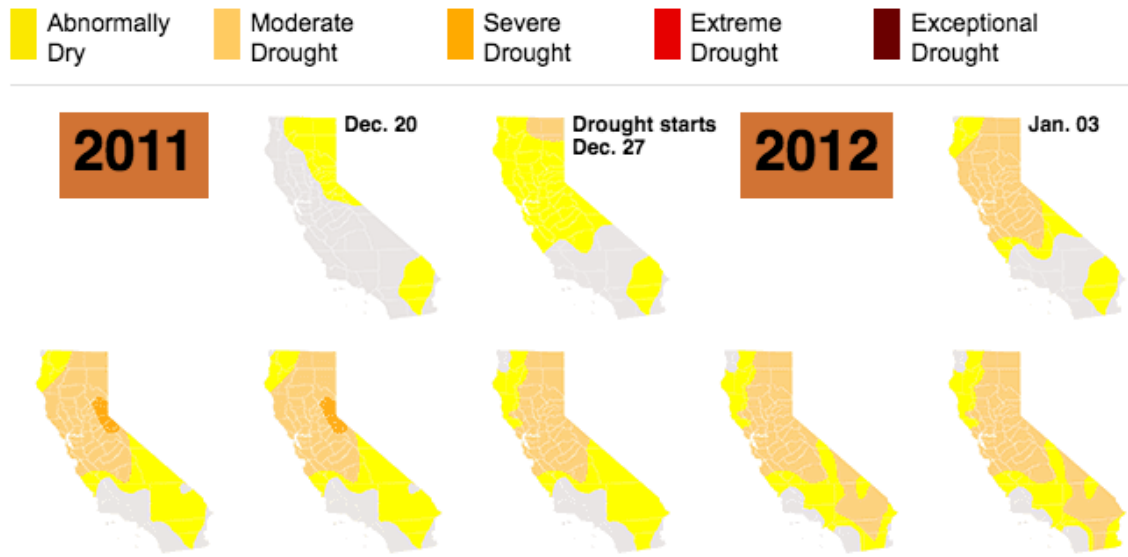 Abnormally
Dry
Moderate
Drought
Severe
Drought
Extreme
Drought
Exceptional
Drought
2011
Dec. 20
Drought starts
Dec. 27
2012
Jan. 03